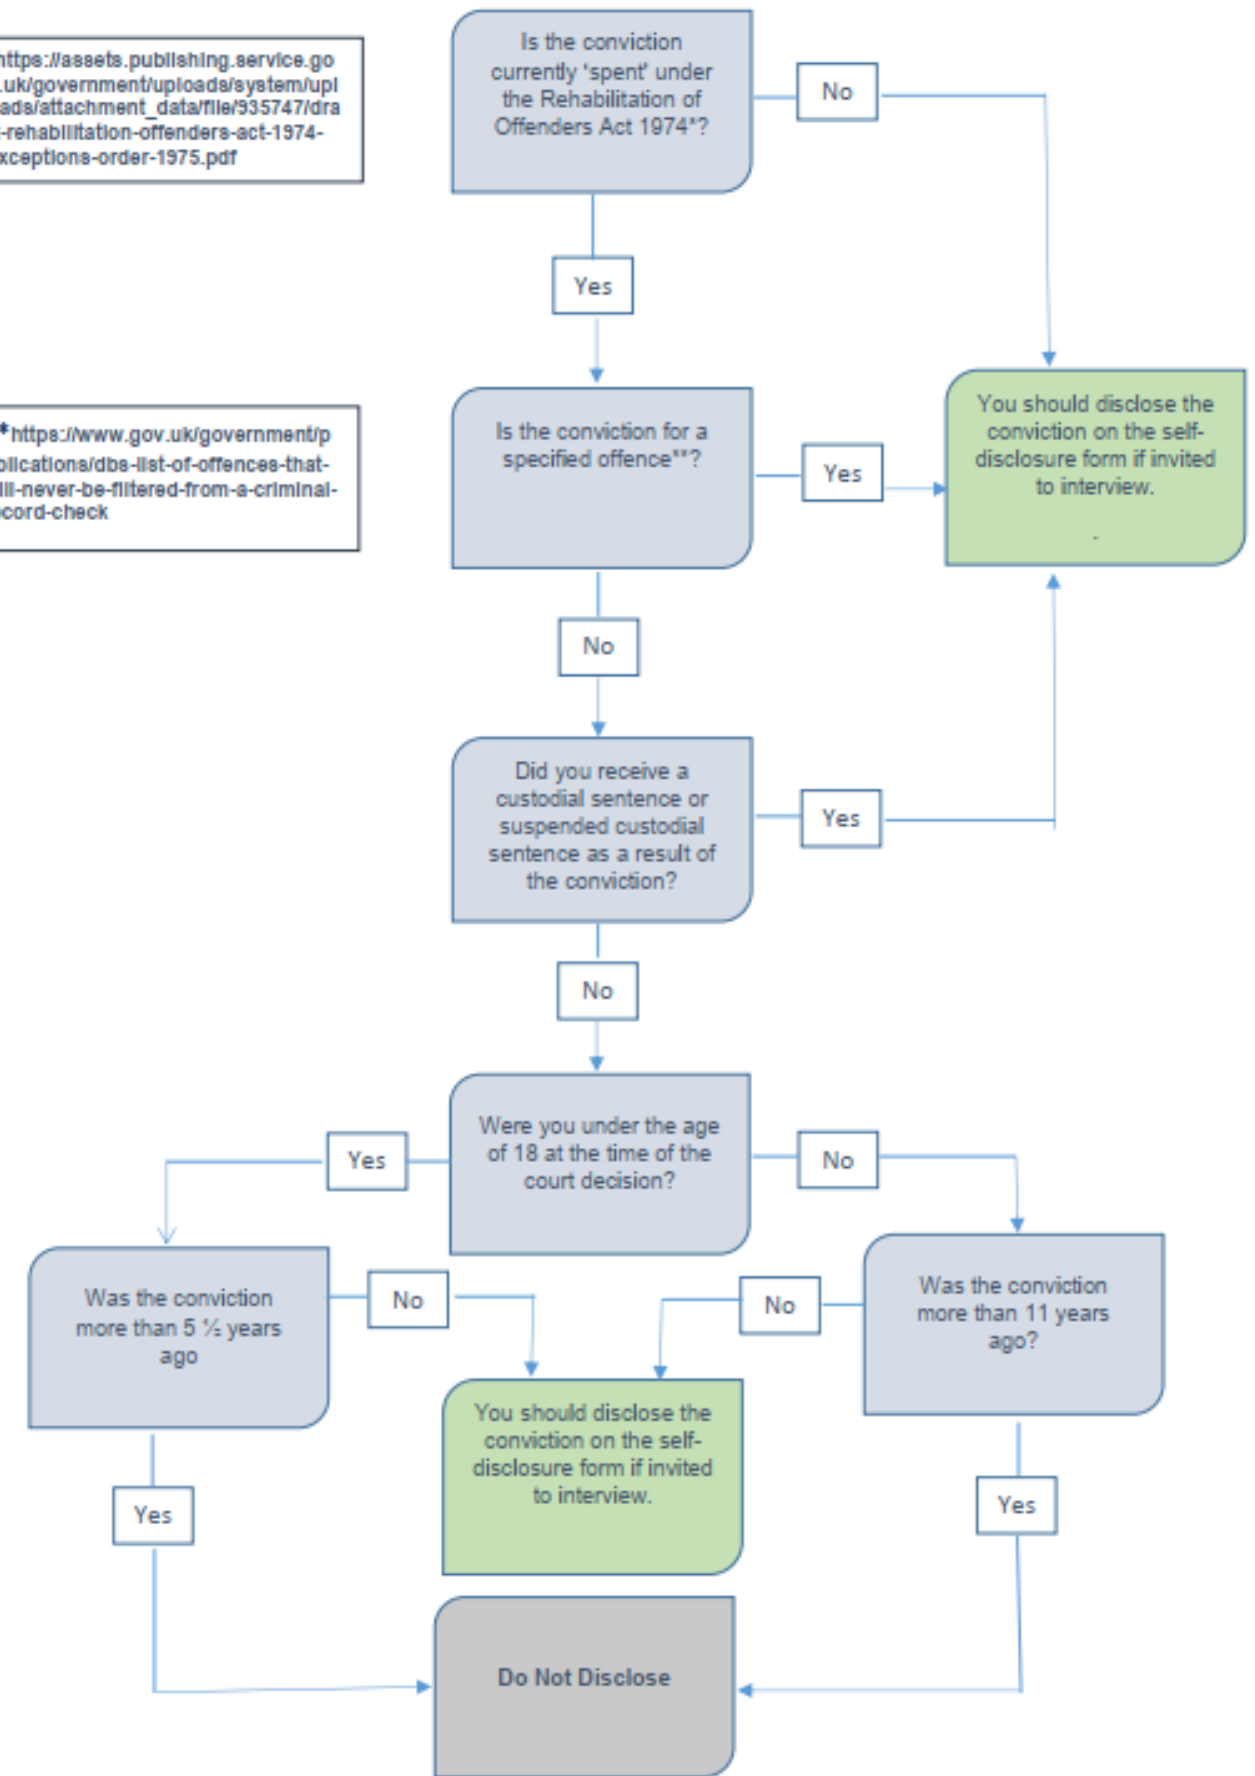 https://assets.publishing.service.go
.uk/government/uploads/system/upl
ads/attachment_data/file/935747/dra
t-rehabilitation-offenders-act-1974-
xceptions-order-1975.pdf
Is the conviction
currently 'spent' under
the Rehabilitation of
Offenders Act 1974*?
No
Yes
*https://www.gov.uk/government/p
blications/dbs-list-of-offences-that-
ill-never-be-filtered-from-a-criminal-
cord-check
Is the conviction for a
specified offence**?
Yes
You should disclose the
conviction on the self-
disclosure form if invited
to interview.
.
No
Did you receive a
custodial sentence or
suspended custodial
sentence as a result of
the conviction?
Yes
No
Were you under the age
of 18 at the time of the
court decision?
Yes
No
Was the conviction
more than 5 ½ years
ago
No
No
Was the conviction
more than 11 years
ago?
You should disclose the
conviction on the self-
disclosure form if invited
to interview.
Yes
Yes
Do Not Disclose